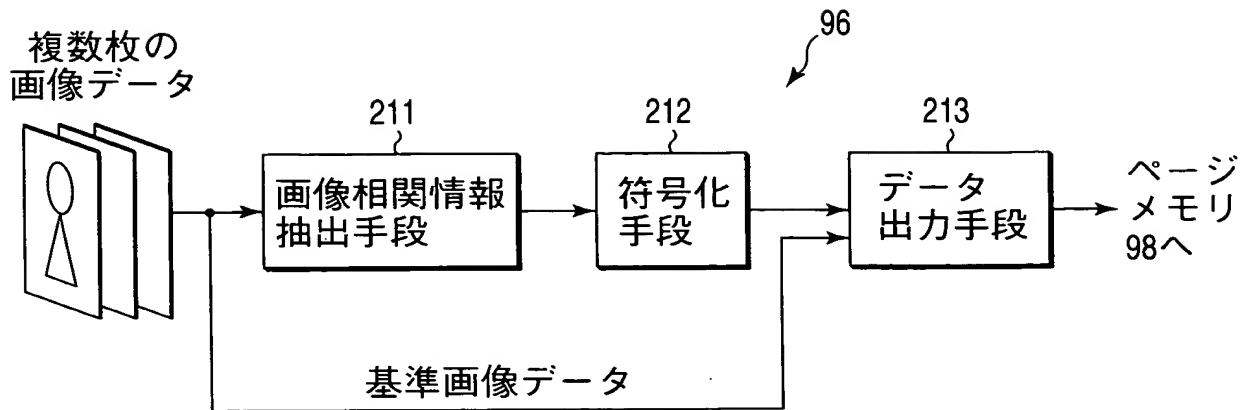 96
複数枚の
画像データ
211
212
213
画像相関情報
抽出手段
符号化
手段
データ
出力手段
ページ
メモリ
98へ
基準画像データ